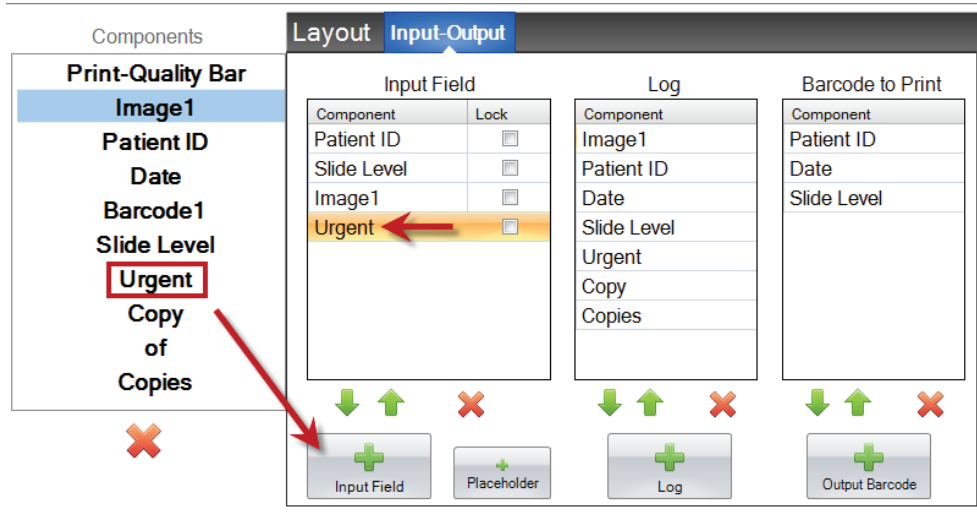 Components
Print-Quality Bar
Image1
Patient ID
Date
Barcode1
Slide Level
Urgent
Copy
of
Copies
Layout Input-Output
Input Field
Component Lock
Patient ID
Slide Level
Image1
Urgent
Input Field
Placeholder
Log
Component
Image1
Patient ID
Date
Slide Level
Urgent
Copy
Copies
Log
Barcode to Print
Component
Patient ID
Date
Slide Level
Output Barcode